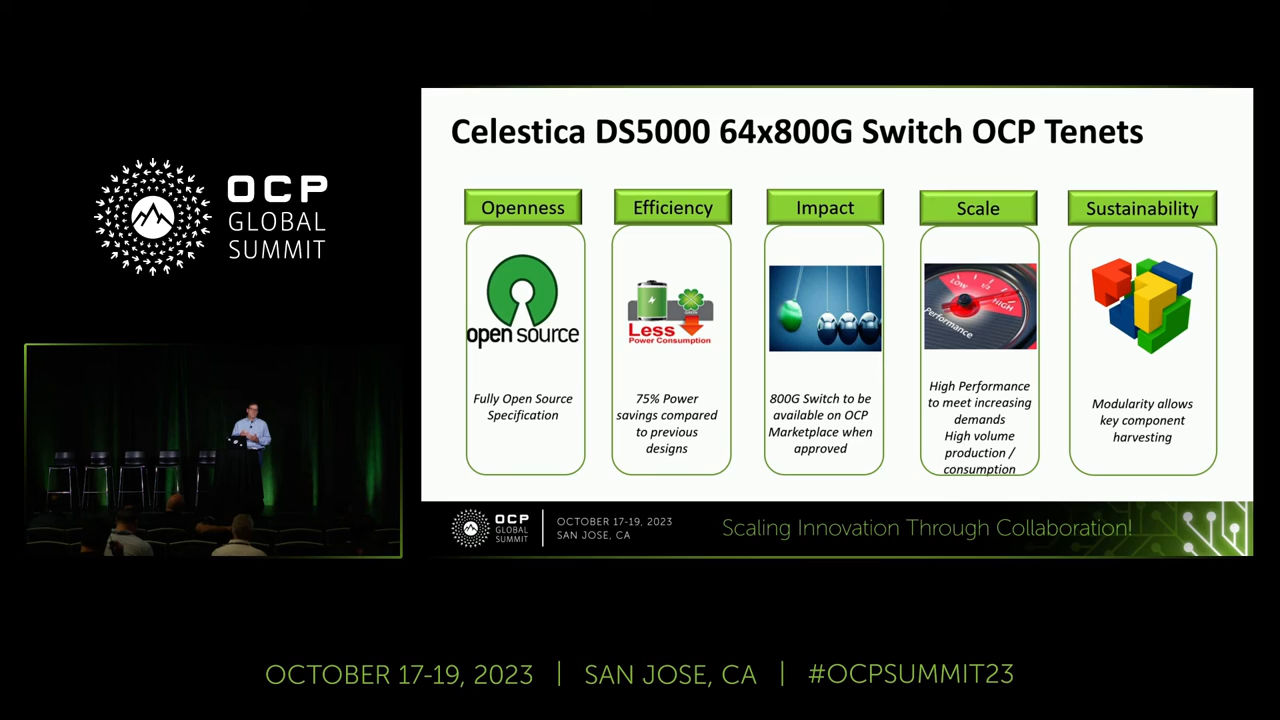 OCP
GLOBAL
SUMMIT
Celestica DS5000 64x800G Switch OCP Tenets
Openness
open source
Fully Open Source
Specification
Efficiency
GREEN
Less
Power Consumption
75% Power
savings compared
to previous
designs
Impact
800G Switch to be
available on OCP
Marketplace when
approved
Scale
LOW
1/2
HIGH
Performance
High Performance
to meet increasing
demands
High volume
production /
consumption
Sustainability
Modularity allows
key component
harvesting
OCP
GLOBAL
SUMMIT
OCTOBER 17-19, 2023
SAN JOSE, CA
Scaling Innovation Through Collaboration!
OCTOBER 17-19, 2023 | SAN JOSE, CA | #OCPSUMMIT23